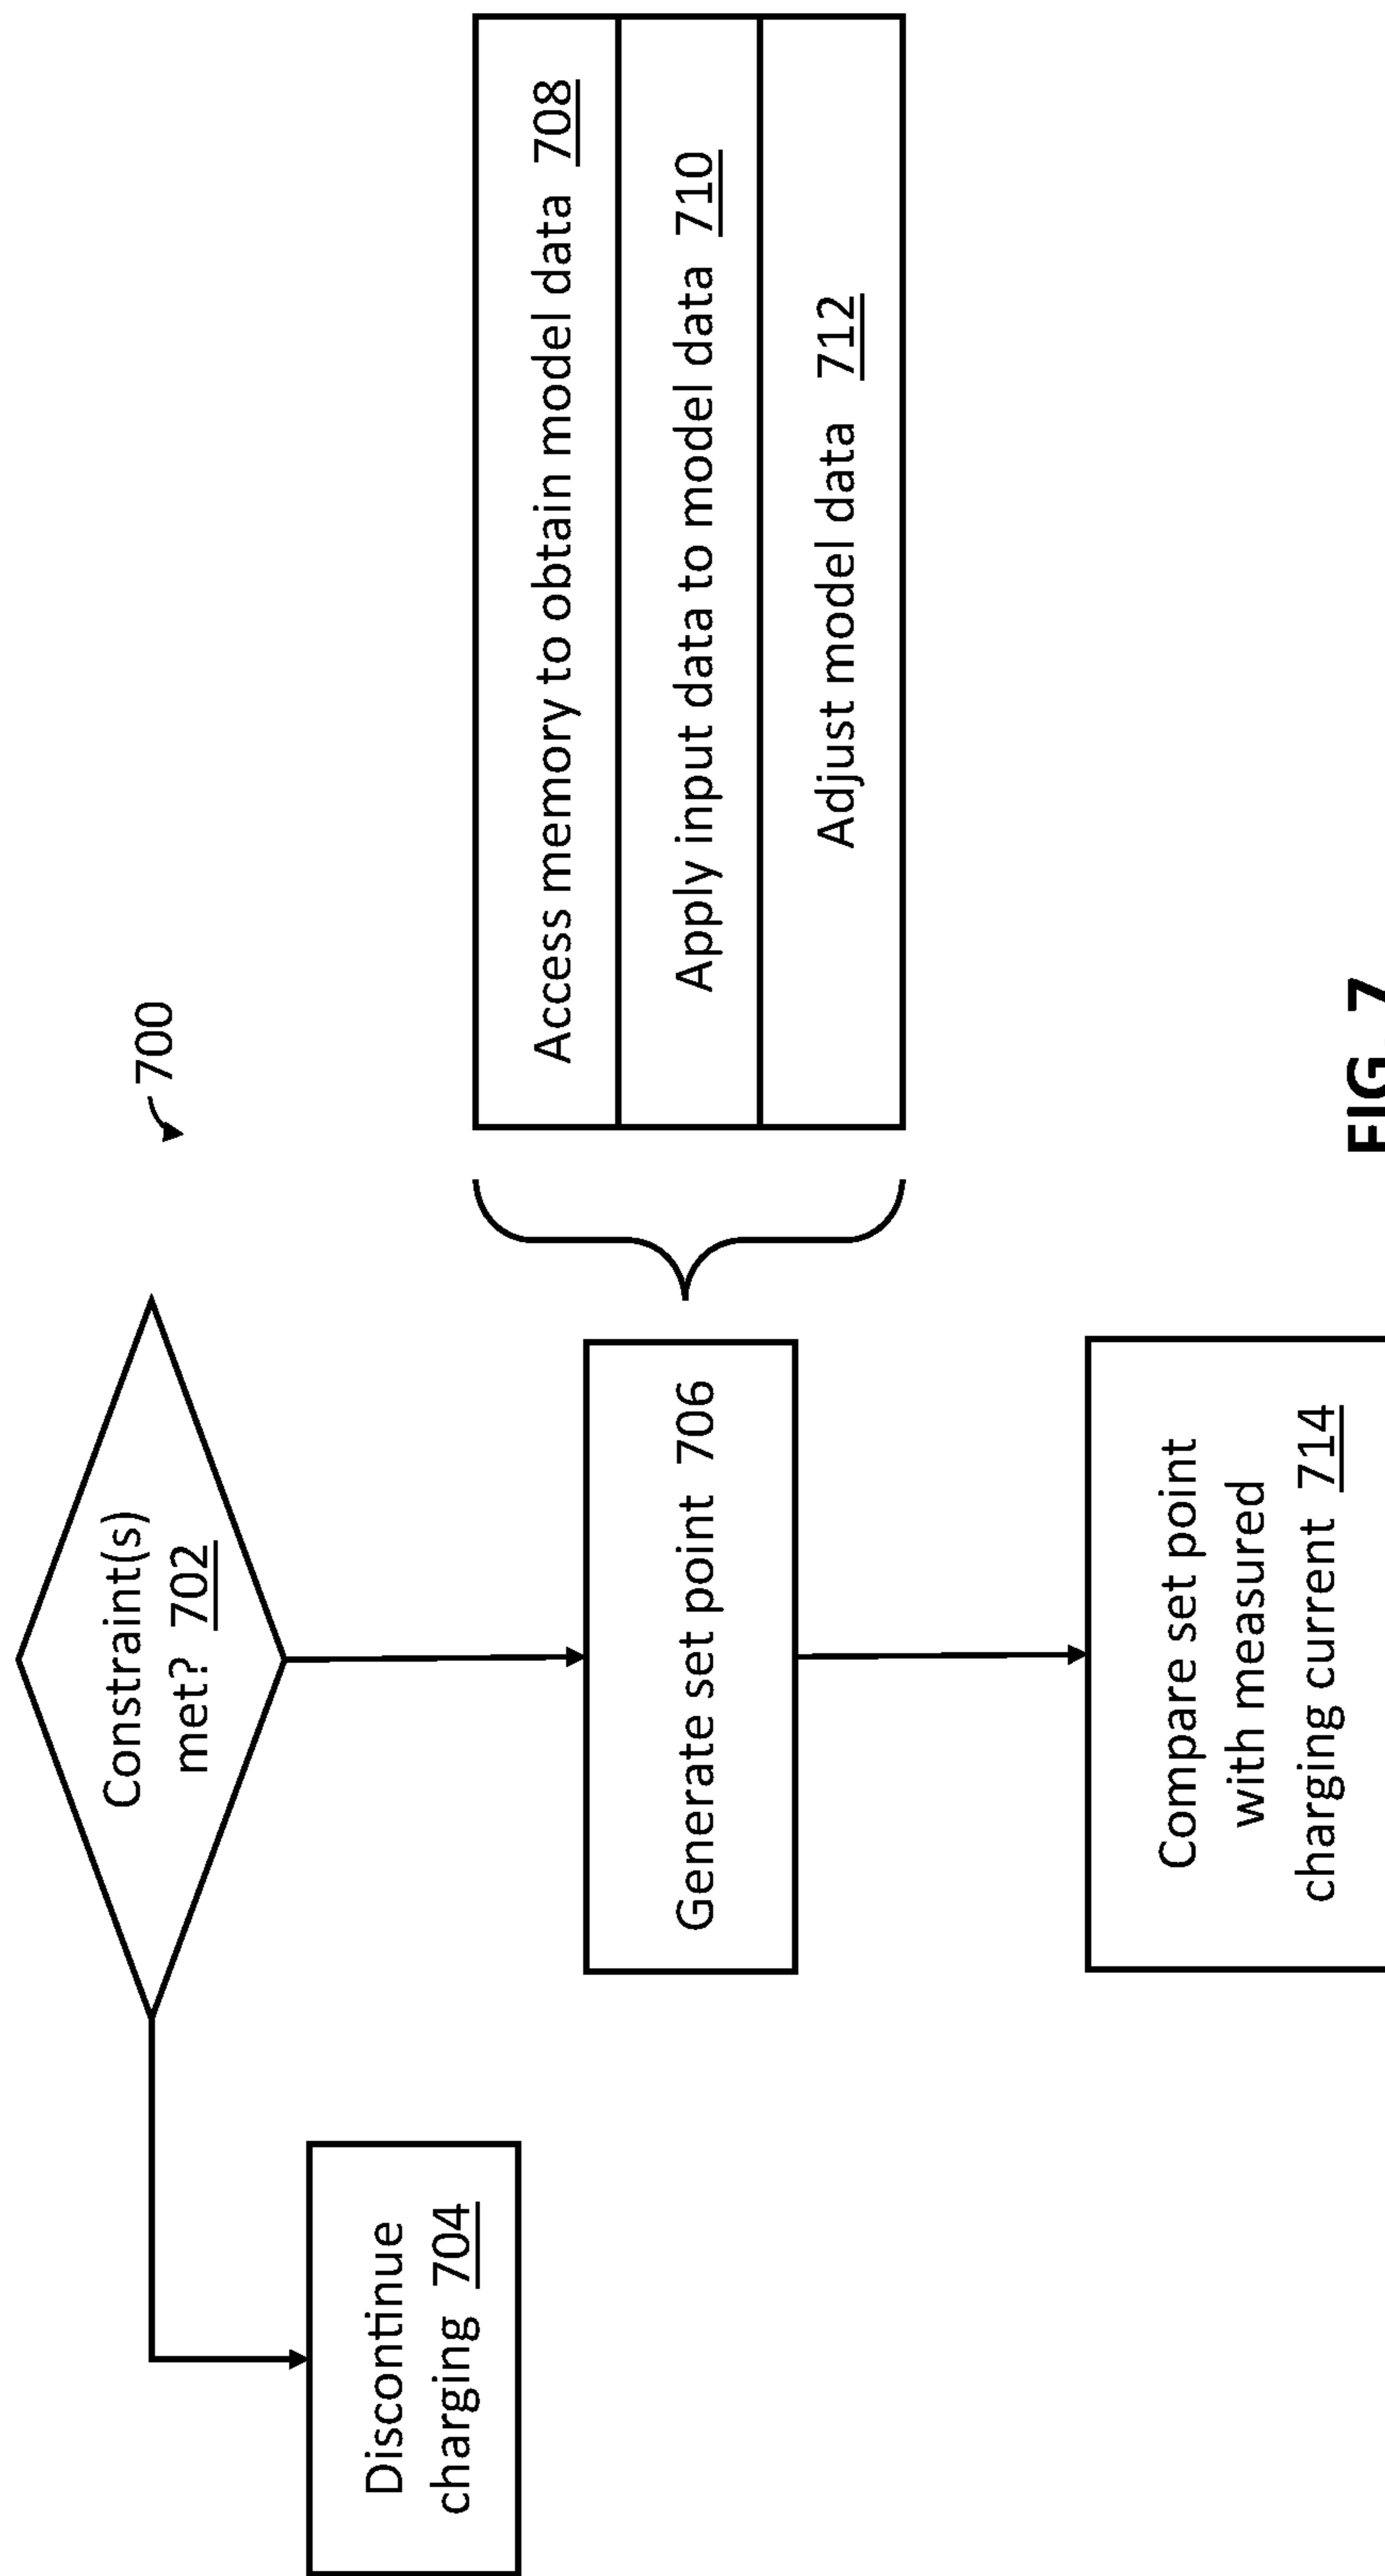 700
Constraint(s)
met? 702
Discontinue
charging 704
Generate set point 706
Access memory to obtain model data 708
Apply input data to model data 710
Adjust model data 712
Compare set point
with measured
charging current 714
FIG. 7